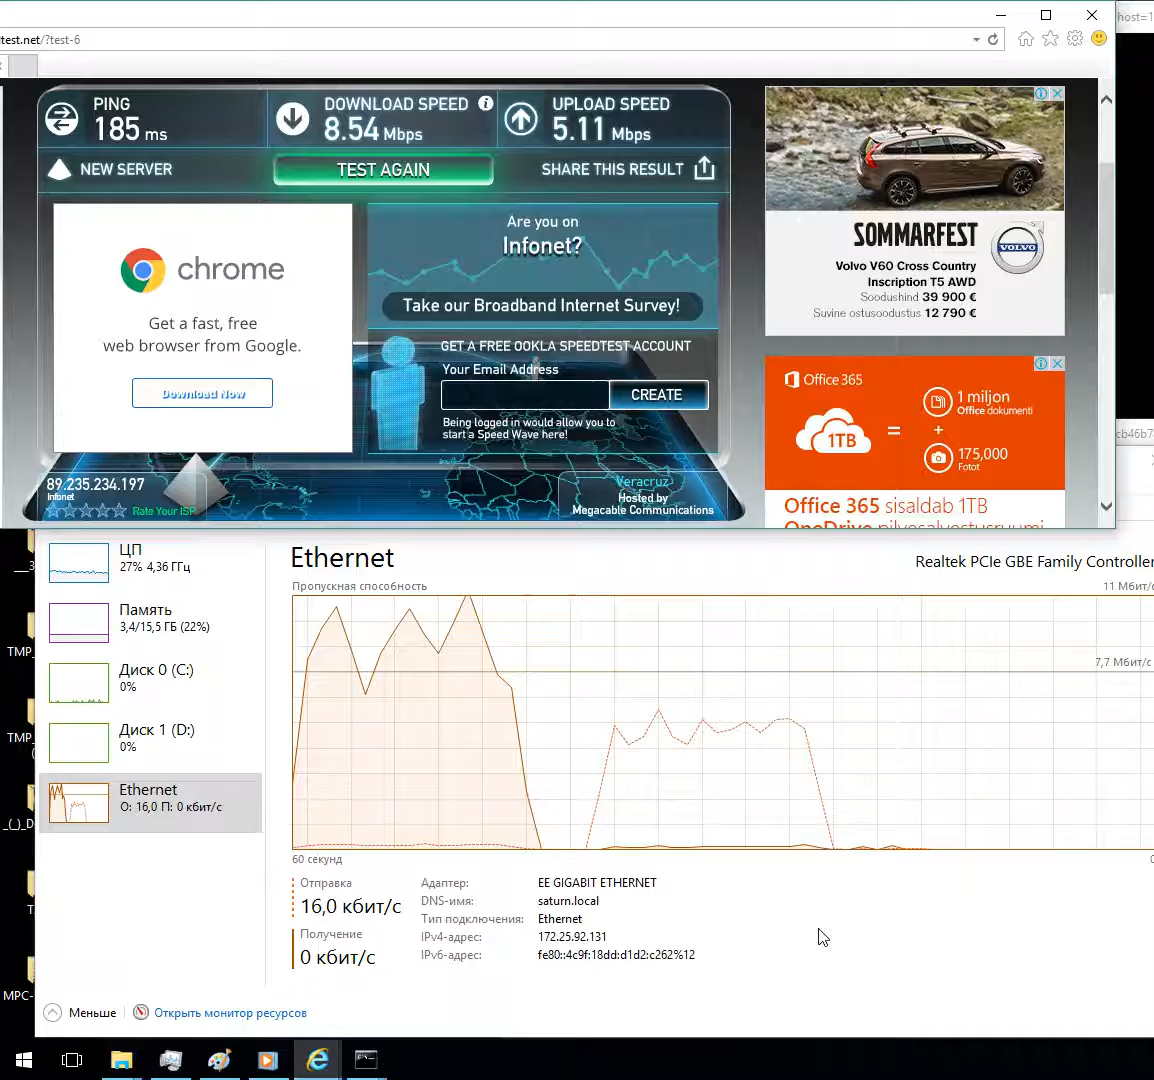 host=1
test.net/?test-6
PING
185 ms
DOWNLOAD SPEED
8.54 Mbps
UPLOAD SPEED
5.11 Mbps
NEW SERVER
TEST AGAIN
SHARE THIS RESULT
chrome
Get a fast, free
web browser from Google.
Download Now
Are you on
Infonet?
Take our Broadband Internet Survey!
GET A FREE OOKLA SPEEDTEST ACCOUNT
Your Email Address
CREATE
Being logged in would allow you to
start a Speed Wave here!
89.235.234.197
Infonet
Rate Your ISP
Veracruz
Hosted by
Megacable Communications
SOMMARFEST
VOLVO
Volvo V60 Cross Country
Inscription T5 AWD
Soodushind 39 900 €
Suvine ostusoodustus 12 790 €
Office 365
1TB
=
1 miljon
Office dokumenti
+
175,000
Fotot
Office 365 sisaldab 1TB
OneDrive pilvesalvestusruumi
cb46b7
___3
TMP_
TMP_
(
_(_)_D
T
MPC-
ЦП
27% 4,36 ГГц
Память
3,4/15,5 ГБ (22%)
Диск 0 (C:)
0%
Диск 1 (D:)
0%
Ethernet
О: 16,0 П: 0 кбит/с
Ethernet
Realtek PCIe GBE Family Controller
Пропускная способность
11 Мбит/с
7,7 Мбит/с
60 секунд
0
Отправка
16,0 кбит/с
Получение
0 кбит/с
Адаптер: EE GIGABIT ETHERNET
DNS-имя: saturn.local
Тип подключения: Ethernet
IPv4-адрес: 172.25.92.131
IPv6-адрес: fe80::4c9f:18dd:d1d2:c262%12
Меньше
Открыть монитор ресурсов